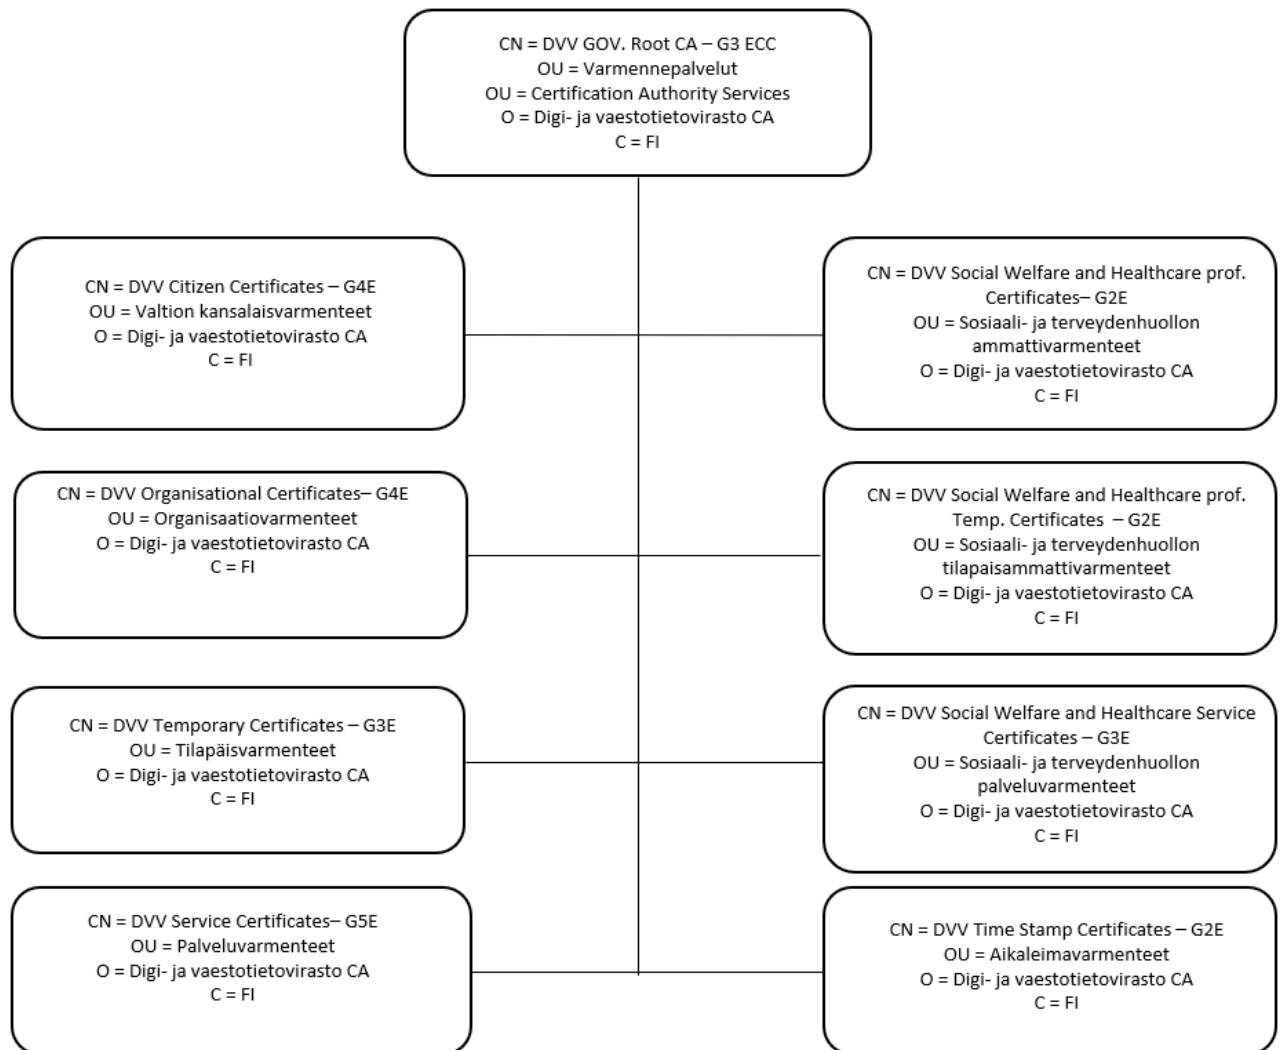 CN = DVV GOV. Root CA – G3 ECC
OU = Varmennepalvelut
OU = Certification Authority Services
O = Digi- ja vaestotietovirasto CA
C = FI
CN = DVV Citizen Certificates – G4E
OU = Valtion kansalaisvarmenteet
O = Digi- ja vaestotietovirasto CA
C = FI
CN = DVV Social Welfare and Healthcare prof.
Certificates– G2E
OU = Sosiaali- ja terveydenhuollon
ammattivarmenteet
O = Digi- ja vaestotietovirasto CA
C = FI
CN = DVV Organisational Certificates– G4E
OU = Organisaatiovarmenteet
O = Digi- ja vaestotietovirasto CA
C = FI
CN = DVV Social Welfare and Healthcare prof.
Temp. Certificates – G2E
OU = Sosiaali- ja terveydenhuollon
tilapaisammattivarmenteet
O = Digi- ja vaestotietovirasto CA
C = FI
CN = DVV Temporary Certificates – G3E
OU = Tilapäisvarmenteet
O = Digi- ja vaestotietovirasto CA
C = FI
CN = DVV Social Welfare and Healthcare Service
Certificates – G3E
OU = Sosiaali- ja terveydenhuollon
palveluvarmenteet
O = Digi- ja vaestotietovirasto CA
C = FI
CN = DVV Service Certificates– G5E
OU = Palveluvarmenteet
O = Digi- ja vaestotietovirasto CA
C = FI
CN = DVV Time Stamp Certificates – G2E
OU = Aikaleimavarmenteet
O = Digi- ja vaestotietovirasto CA
C = FI